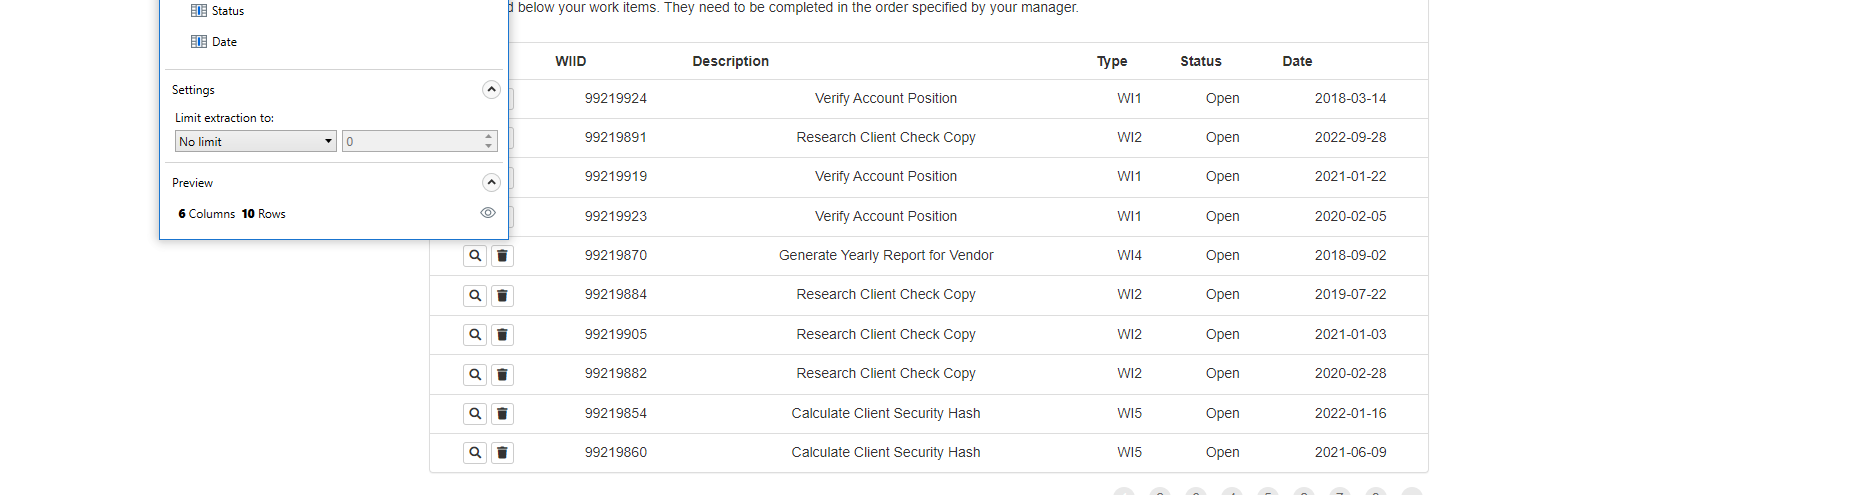 Status
Date
Settings
Limit extraction to:
No limit 0
Preview
6 Columns 10 Rows
below your work items. They need to be completed in the order specified by your manager.
WIID Description Type Status Date
99219924 Verify Account Position WI1 Open 2018-03-14
99219891 Research Client Check Copy WI2 Open 2022-09-28
99219919 Verify Account Position WI1 Open 2021-01-22
99219923 Verify Account Position WI1 Open 2020-02-05
99219870 Generate Yearly Report for Vendor WI4 Open 2018-09-02
99219884 Research Client Check Copy WI2 Open 2019-07-22
99219905 Research Client Check Copy WI2 Open 2021-01-03
99219882 Research Client Check Copy WI2 Open 2020-02-28
99219854 Calculate Client Security Hash WI5 Open 2022-01-16
99219860 Calculate Client Security Hash WI5 Open 2021-06-09